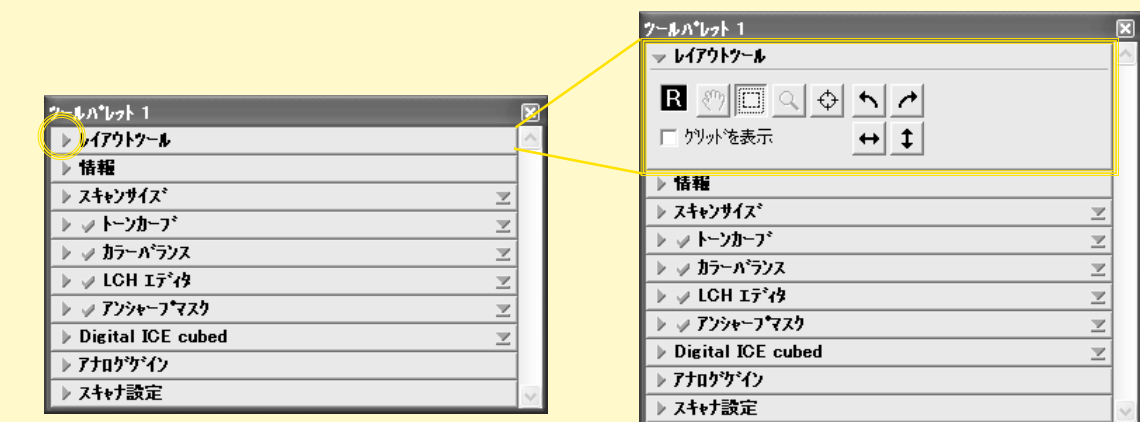 ツールパレット 1
レイアウトツール
情報
スキャンサイズ
トーンカーブ
カラーバランス
LCH エディタ
アンシャープマスク
Digital ICE cubed
アナログゲイン
スキャナ設定
ツールパレット 1
レイアウトツール
R
グリッドを表示
情報
スキャンサイズ
トーンカーブ
カラーバランス
LCH エディタ
アンシャープマスク
Digital ICE cubed
アナログゲイン
スキャナ設定